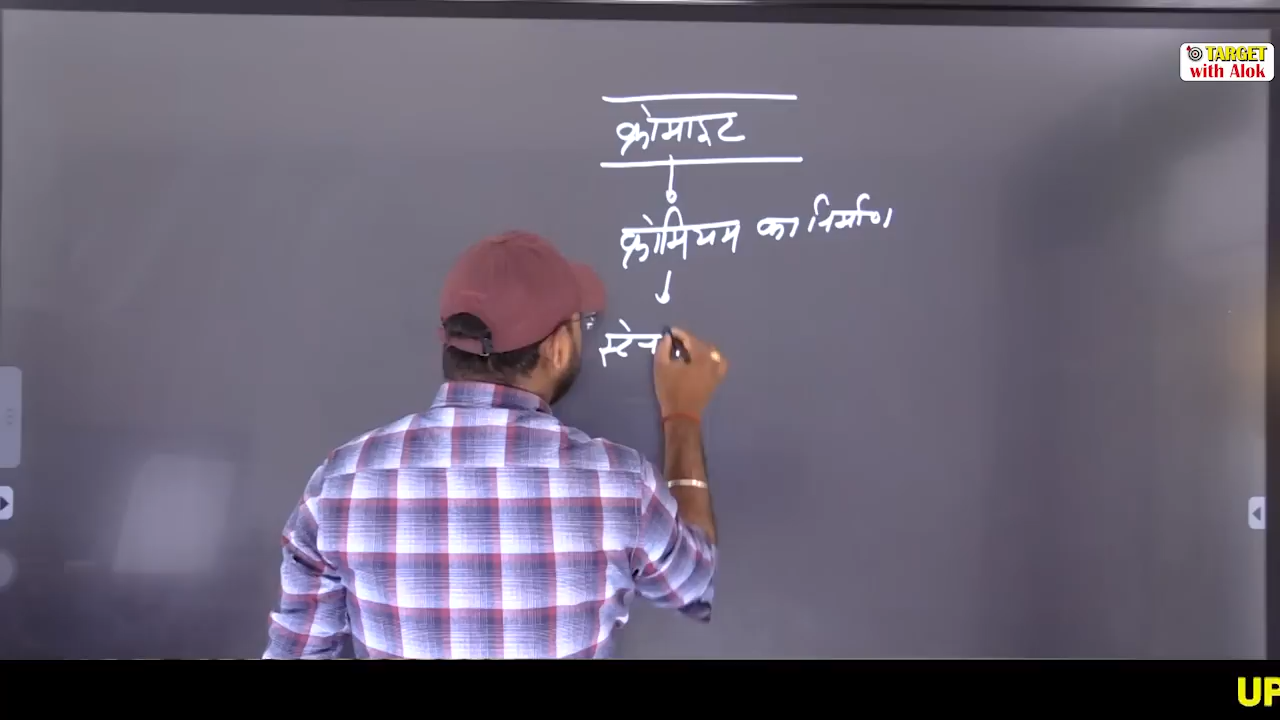 TARGET
with Alok
क्रोमाइट
क्रोमियम का निर्माण
स्टेन
UP